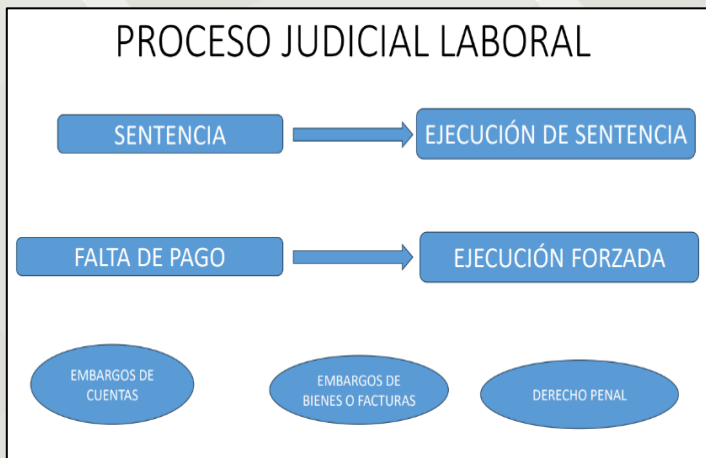 PROCESO JUDICIAL LABORAL
SENTENCIA
EJECUCIÓN DE SENTENCIA
FALTA DE PAGO
EJECUCIÓN FORZADA
EMBARGOS DE
CUENTAS
EMBARGOS DE
BIENES O FACTURAS
DERECHO PENAL